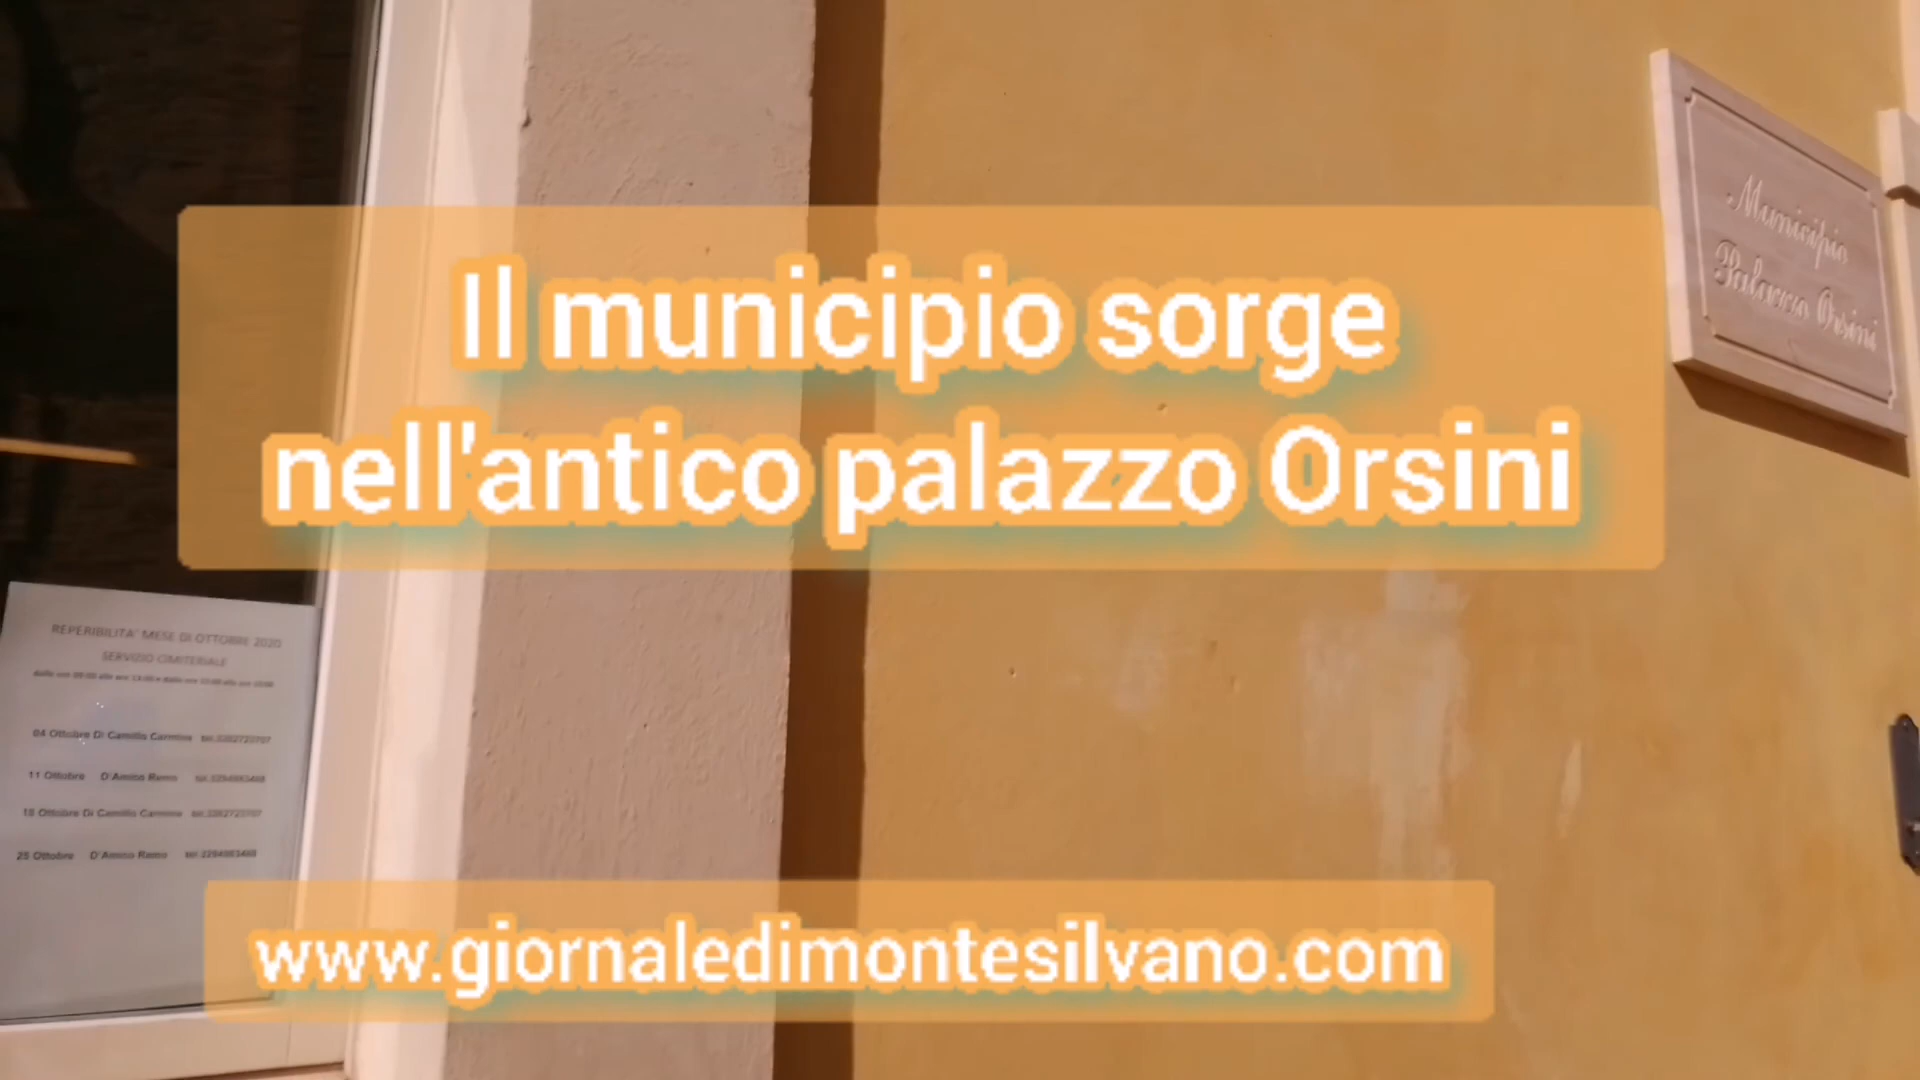 Il municipio sorge
nell'antico palazzo Orsini
Municipio
Palazzo Orsini
REPERIBILITA' MESE DI OTTOBRE 2020
SERVIZIO CIMITERIALE
04 Ottobre Di Camillo Carmine
11 Ottobre D'Amico Remo
18 Ottobre Di Camillo Carmine
25 Ottobre D'Amico Remo
www.giornaledimontesilvano.com